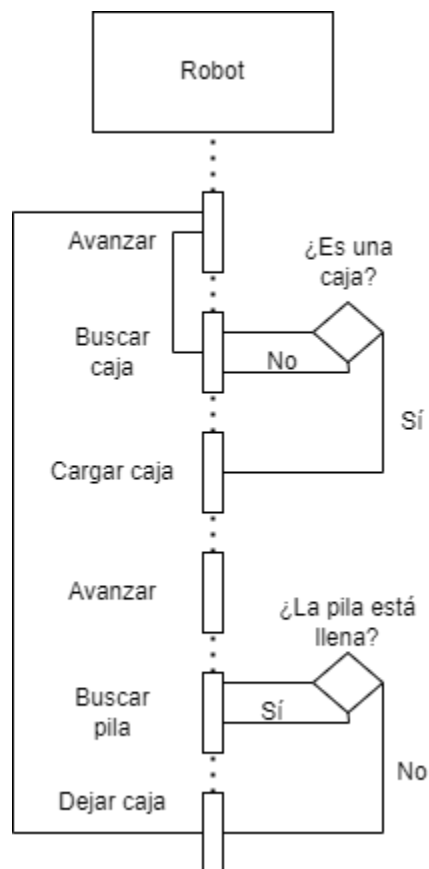 Robot
Avanzar
¿Es una
caja?
Buscar
caja
No
Sí
Cargar caja
Avanzar
¿La pila está
llena?
Buscar
pila
Sí
No
Dejar caja